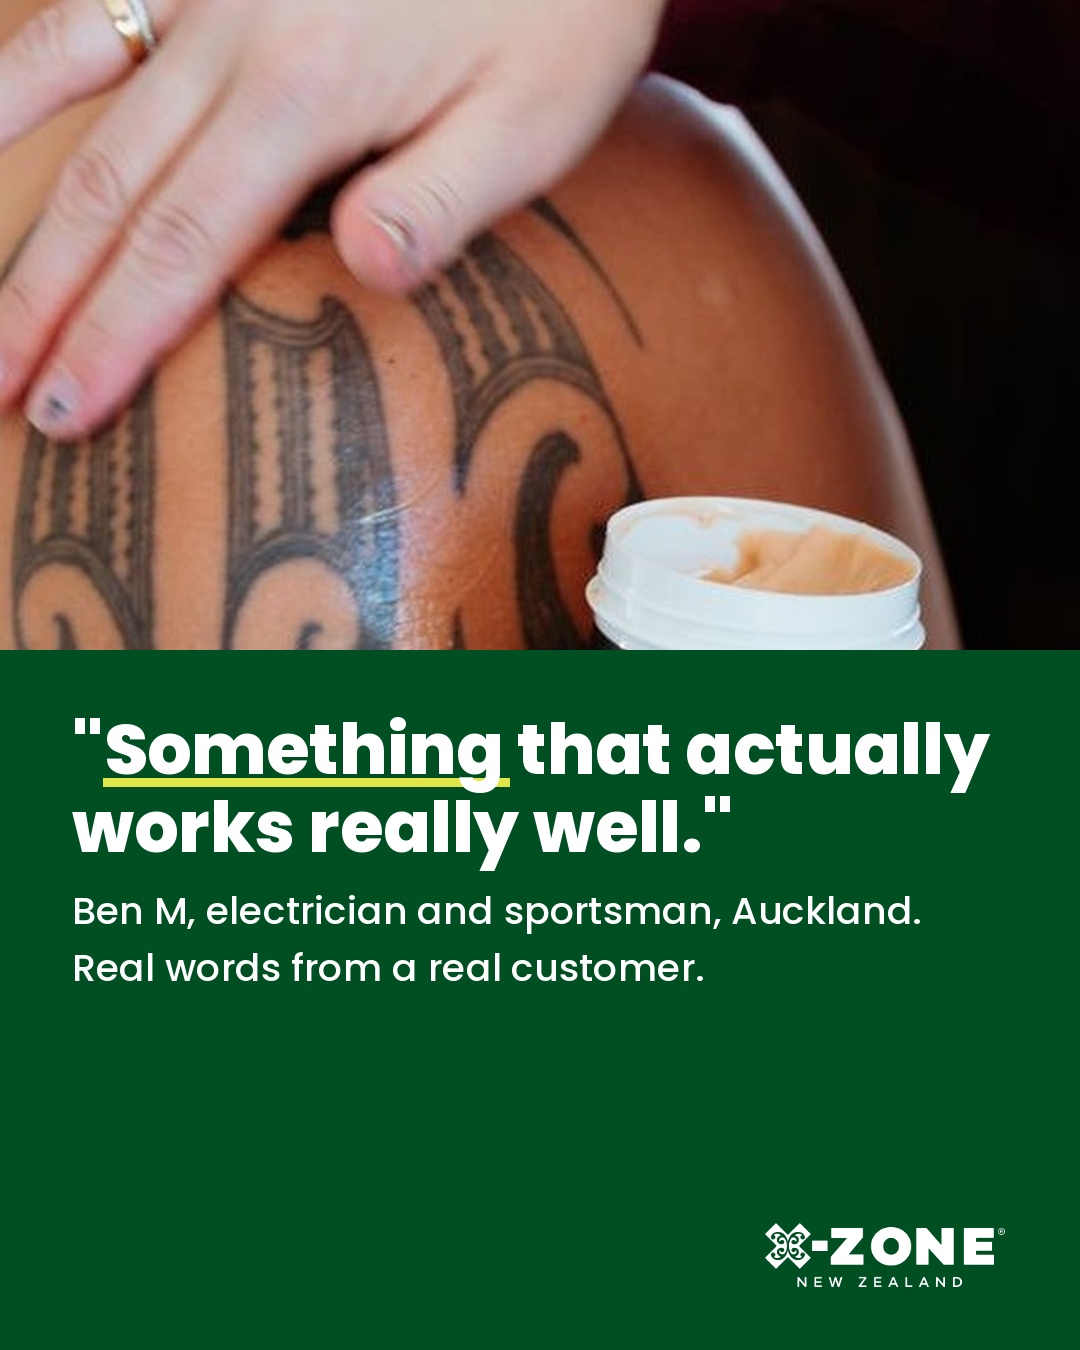 "Something that actually
works really well."
Ben M, electrician and sportsman, Auckland.
Real words from a real customer.
X-ZONE®
NEW ZEALAND